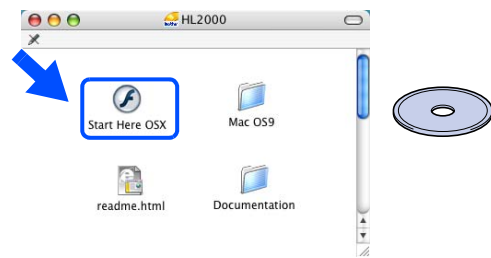 HL2000
Start Here OSX
Mac OS9
readme.html
Documentation